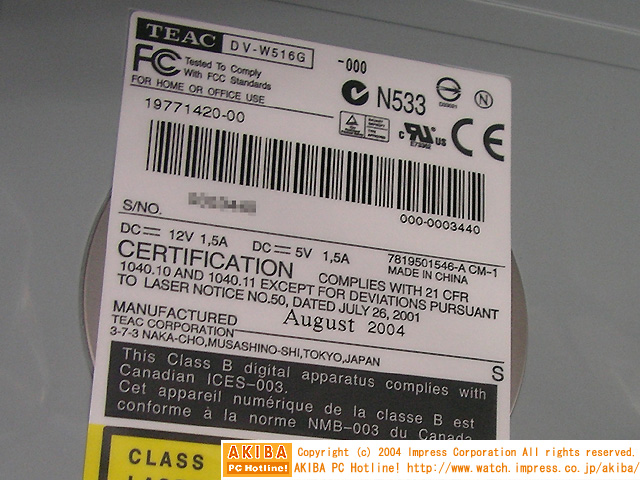 TEAC DV-W516G -000
FC Tested To Comply
With FCC Standards
FOR HOME OR OFFICE USE
N533
N
c UR us
CE
19771420-00
000-0003440
S/NO.
DC 12V 1,5A DC 5V 1,5A
7819501546-A CM-1
MADE IN CHINA
CERTIFICATION COMPLIES WITH 21 CFR
1040.10 AND 1040.11 EXCEPT FOR DEVIATIONS PURSUANT
TO LASER NOTICE NO.50, DATED JULY 26, 2001
MANUFACTURED August 2004
TEAC CORPORATION
3-7-3 NAKA-CHO,MUSASHINO-SHI,TOKYO,JAPAN
S
This Class B digital apparatus complies with
Canadian ICES-003.
Cet appareil numérique de la classe B est
conforme à la norme NMB-003 du Canada
CLASS
LASE
AKIBA
PC Hotline!
Copyright (c) 2004 Impress Corporation All rights reserved.
AKIBA PC Hotline! http://www.watch.impress.co.jp/akiba/